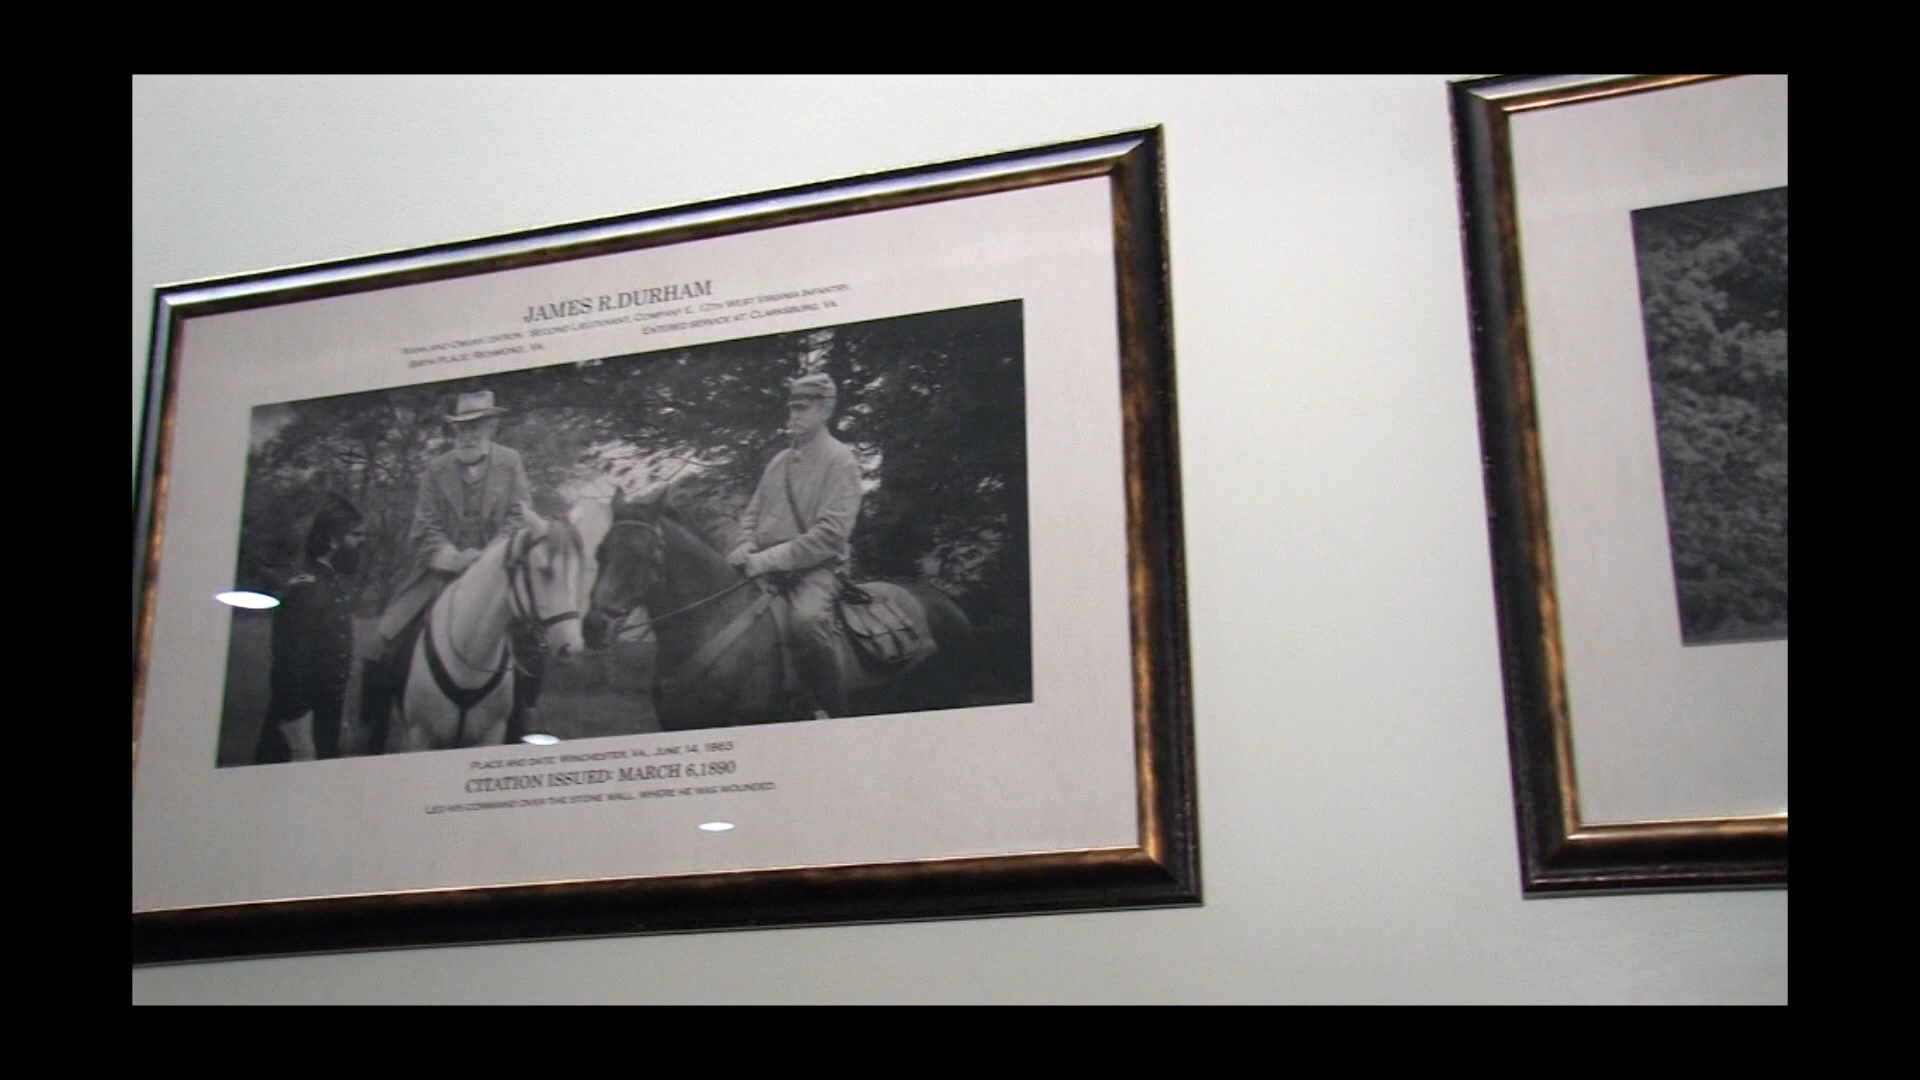 JAMES R.DURHAM
RANK AND ORGANIZATION: SECOND LIEUTENANT, COMPANY E, 12TH WEST VIRGINIA INFANTRY.
BIRTH PLACE: RICHMOND, VA. ENTERED SERVICE AT: CLARKSBURG, VA.
PLACE AND DATE: WINCHESTER, VA., JUNE 14, 1863
CITATION ISSUED: MARCH 6,1890
LED HIS COMMAND OVER THE STONE WALL, WHERE HE WAS WOUNDED.